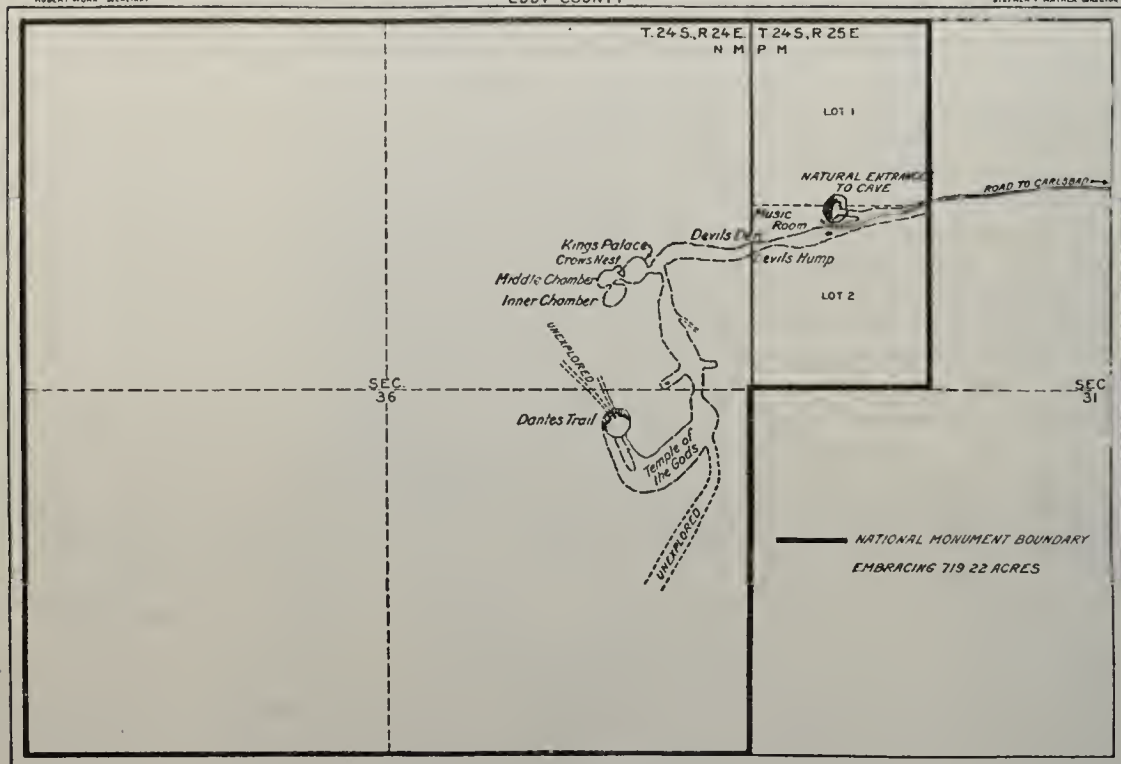 EDDY COUNTY
T. 24 S., R 24 E. T. 24 S, R 25 E
N M P M
LOT 1
NATURAL ENTRANCE
TO CAVE
ROAD TO CARLSBAD
Music
Room
Devils Den
Devils Hump
Kings Palace
Crows Nest
Middle Chamber
Inner Chamber
LOT 2
UNEXPLORED
SEC.
36
SEC
31
Dantes Trail
Temple of
the Gods
UNEXPLORED
NATIONAL MONUMENT BOUNDARY
EMBRACING 719 22 ACRES